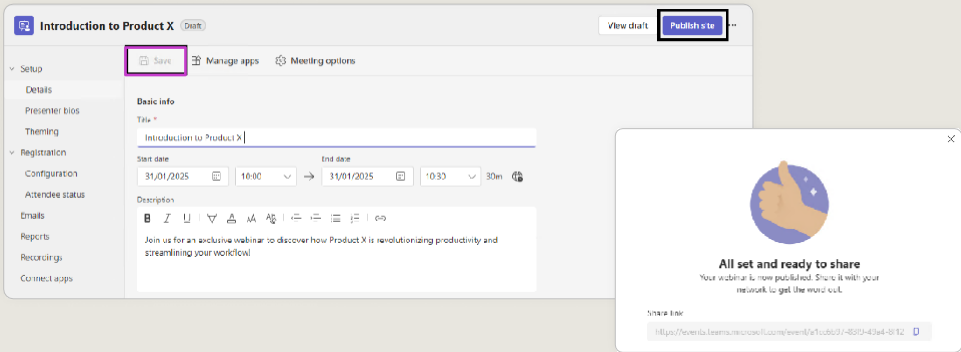 Introduction to Product X Draft
View draft
Publish site
Save
Manage apps
Meeting options
Setup
Details
Presenter bios
Theming
Registration
Configuration
Attendee status
Emails
Reports
Recordings
Connect apps
Basic info
Title *
Introduction to Product X
Start date
End date
31/01/2025
10:00
31/01/2025
10:30
30m
Description
B I U
Join us for an exclusive webinar to discover how Product X is revolutionizing productivity and
streamlining your workflow!
All set and ready to share
Your webinar is now published. Share it with your
network to get the word out.
Share link